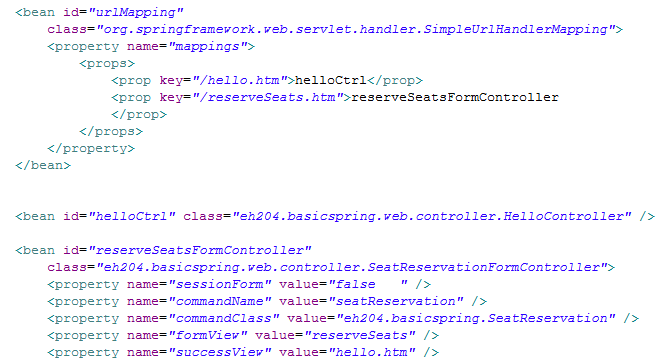 <bean id="urlMapping"
class="org.springframework.web.servlet.handler.SimpleUrlHandlerMapping">
<property name="mappings">
<props>
<prop key="/hello.htm">helloCtrl</prop>
<prop key="/reserveSeats.htm">reserveSeatsFormController
</prop>
</props>
</property>
</bean>
<bean id="helloCtrl" class="eh204.basicspring.web.controller.HelloController" />
<bean id="reserveSeatsFormController"
class="eh204.basicspring.web.controller.SeatReservationFormController">
<property name="sessionForm" value="false   " />
<property name="commandName" value="seatReservation" />
<property name="commandClass" value="eh204.basicspring.SeatReservation" />
<property name="formView" value="reserveSeats" />
<property name="successView" value="hello.htm" />